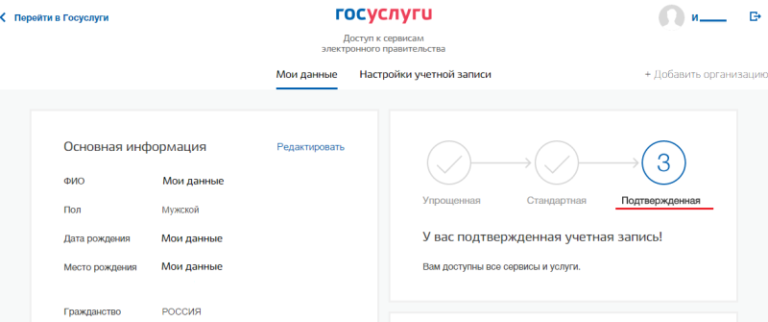 Перейти в Госуслуги
госуслуги
И
Доступ к сервисам
электронного правительства
Мои данные
Настройки учетной записи
+ Добавить организацию
Основная информация
Редактировать
ФИО
Мои данные
Пол
Мужской
Дата рождения
Мои данные
Место рождения
Мои данные
Гражданство
РОССИЯ
3
Упрощенная
Стандартная
Подтвержденная
У вас подтвержденная учетная запись!
Вам доступны все сервисы и услуги.